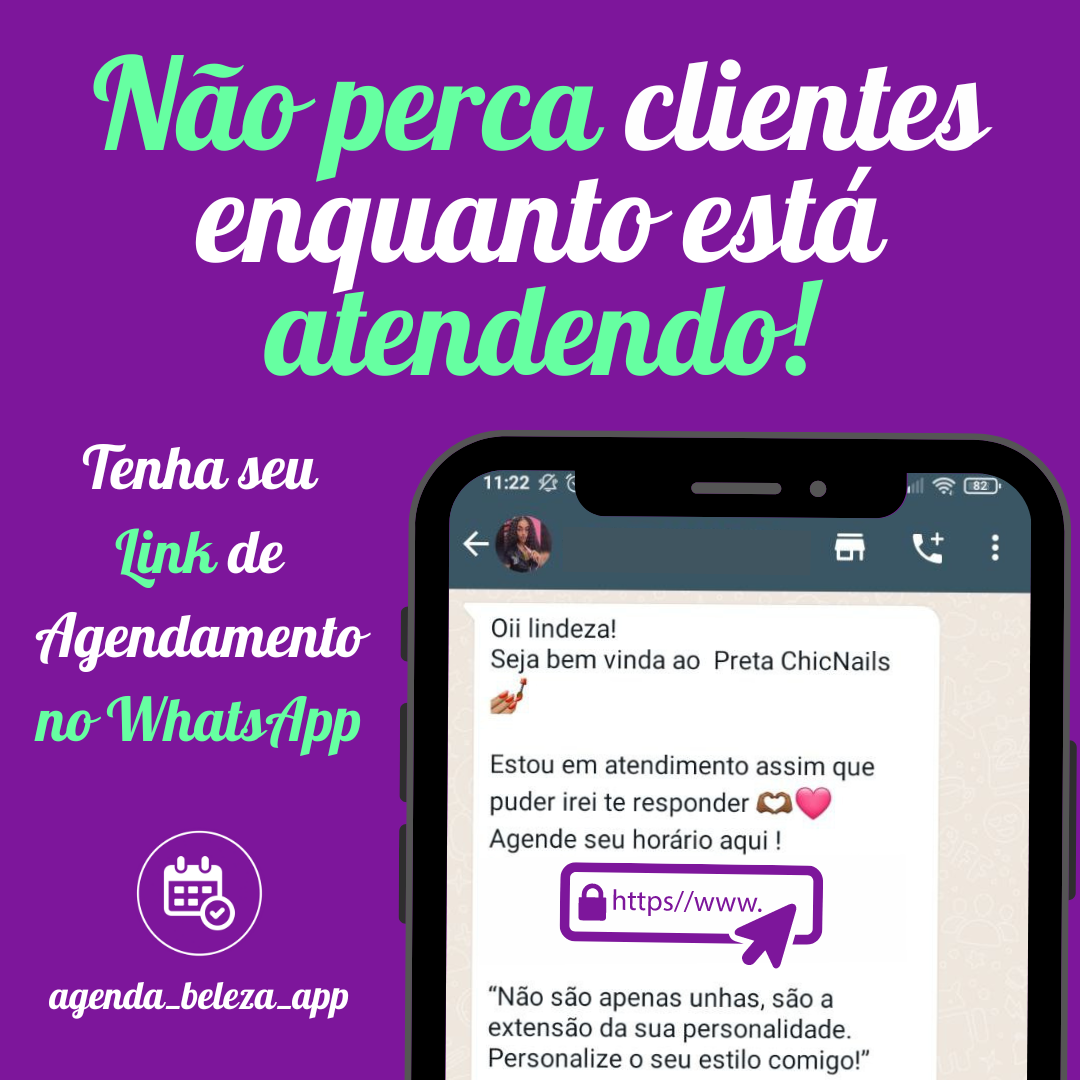 Não perca clientes
enquanto está
atendendo!
Tenha seu
Link de
Agendamento
no WhatsApp
agenda_beleza_app
11:22
82
Oii lindeza!
Seja bem vinda ao  Preta ChicNails
💅🏾
Estou em atendimento assim que
puder irei te responder 🫶🏾🩷
Agende seu horário aqui !
https//www.
“Não são apenas unhas, são a
extensão da sua personalidade.
Personalize o seu estilo comigo!”